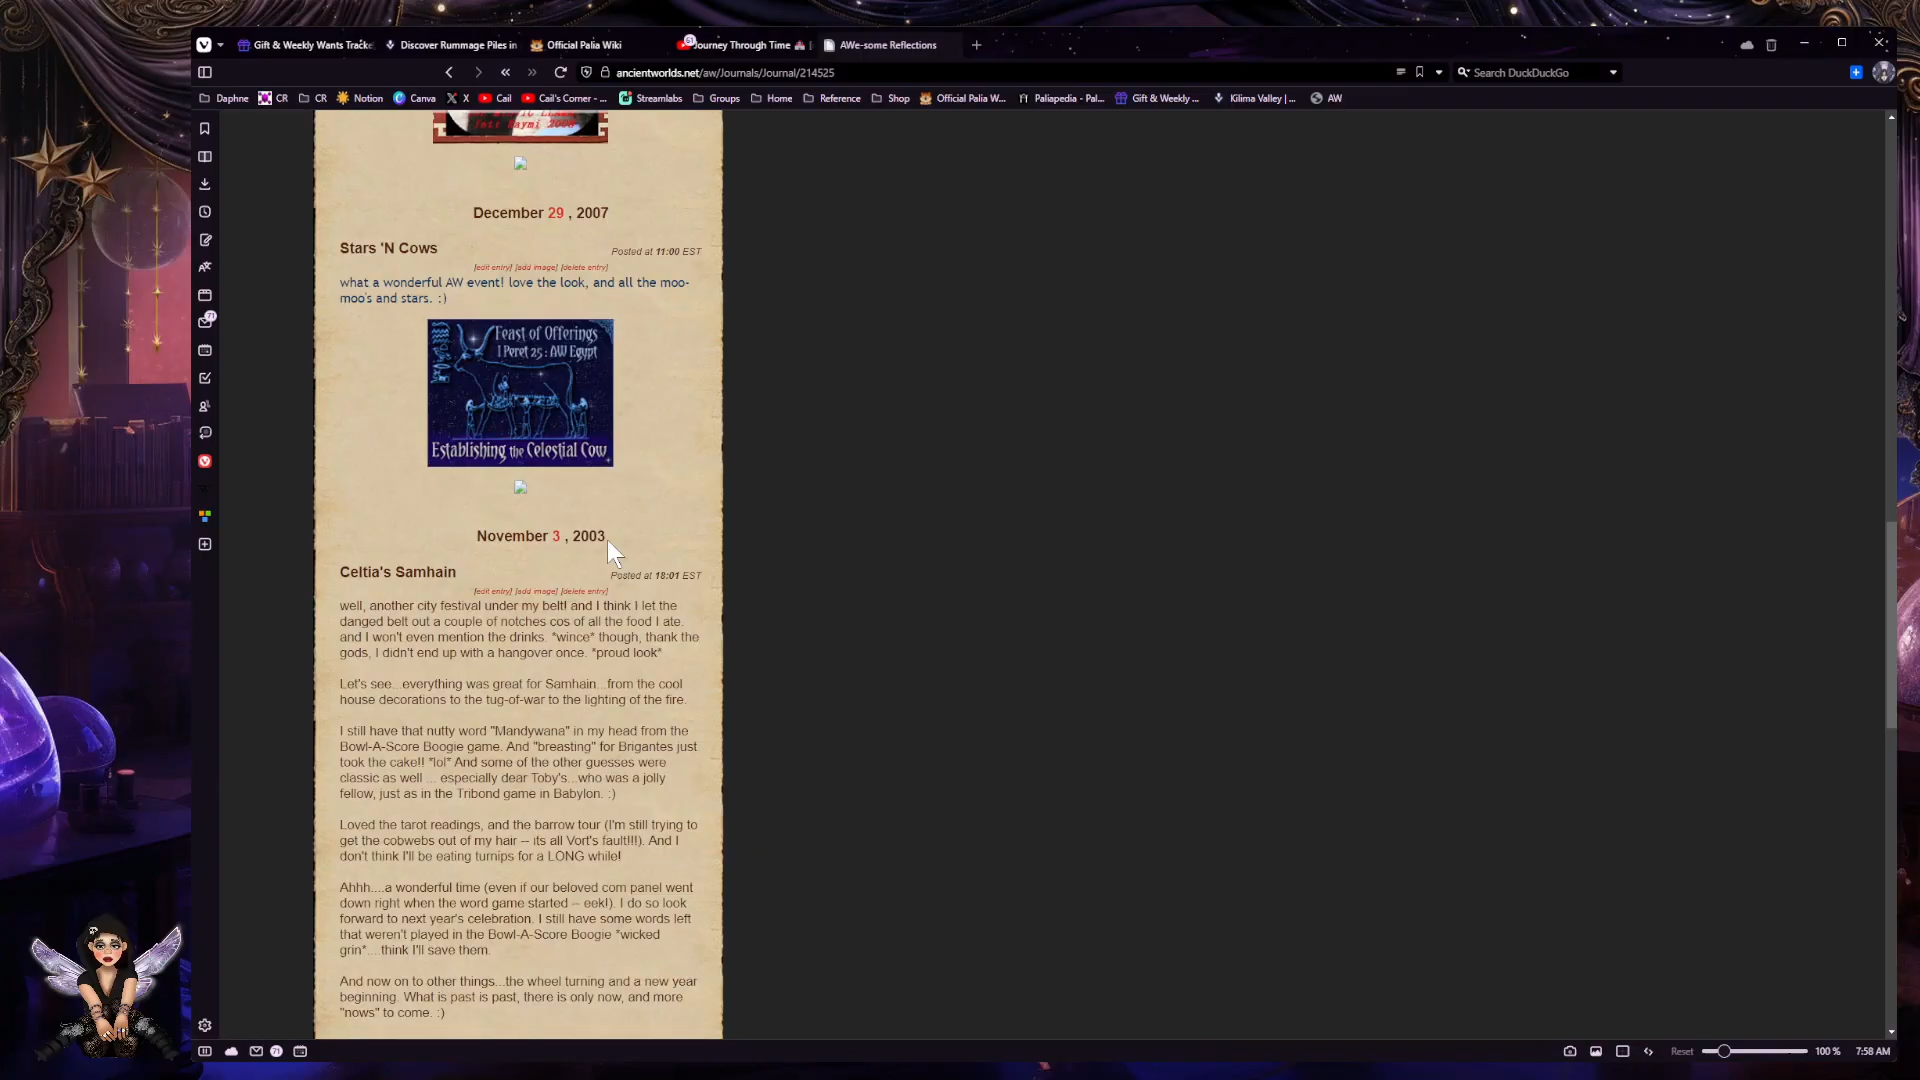 Gift & Weekly Wants Tracke
Discover Rummage Piles in
Official Palia Wiki
61
Journey Through Time
AWe-some Reflections
ancientworlds.net/aw/Journals/Journal/214525
Search DuckDuckGo
Daphne
CR
CR
Notion
Canva
X
Cail
Cail's Corner - ...
Streamlabs
Groups
Home
Reference
Shop
Official Palia W...
Paliapedia - Pal...
Gift & Weekly ...
Kilima Valley | ...
AW
71
December 29 , 2007
Stars 'N Cows
Posted at 11:00 EST
[edit entry] [add image] [delete entry]
what a wonderful AW event! love the look, and all the moo-
moo's and stars. :)
Feast of Offerings
I Peret 25 : AW Egypt
Establishing the Celestial Cow
November 3 , 2003
Celtia's Samhain
Posted at 18:01 EST
[edit entry] [add image] [delete entry]
well, another city festival under my belt! and I think I let the
danged belt out a couple of notches cos of all the food I ate.
and I won't even mention the drinks. *wince* though, thank the
gods, I didn't end up with a hangover once. *proud look*
Let's see...everything was great for Samhain...from the cool
house decorations to the tug-of-war to the lighting of the fire.
I still have that nutty word "Mandywana" in my head from the
Bowl-A-Score Boogie game. And "breasting" for Brigantes just
took the cake!! *lol* And some of the other guesses were
classic as well ... especially dear Toby's...who was a jolly
fellow, just as in the Tribond game in Babylon. :)
Loved the tarot readings, and the barrow tour (I'm still trying to
get the cobwebs out of my hair -- its all Vort's fault!!!). And I
don't think I'll be eating turnips for a LONG while!
Ahhh....a wonderful time (even if our beloved com panel went
down right when the word game started -- eek!). I do so look
forward to next year's celebration. I still have some words left
that weren't played in the Bowl-A-Score Boogie *wicked
grin*....think I'll save them.
And now on to other things...the wheel turning and a new year
beginning. What is past is past, there is only now, and more
"nows" to come. :)
71
Reset
100 %
7:58 AM